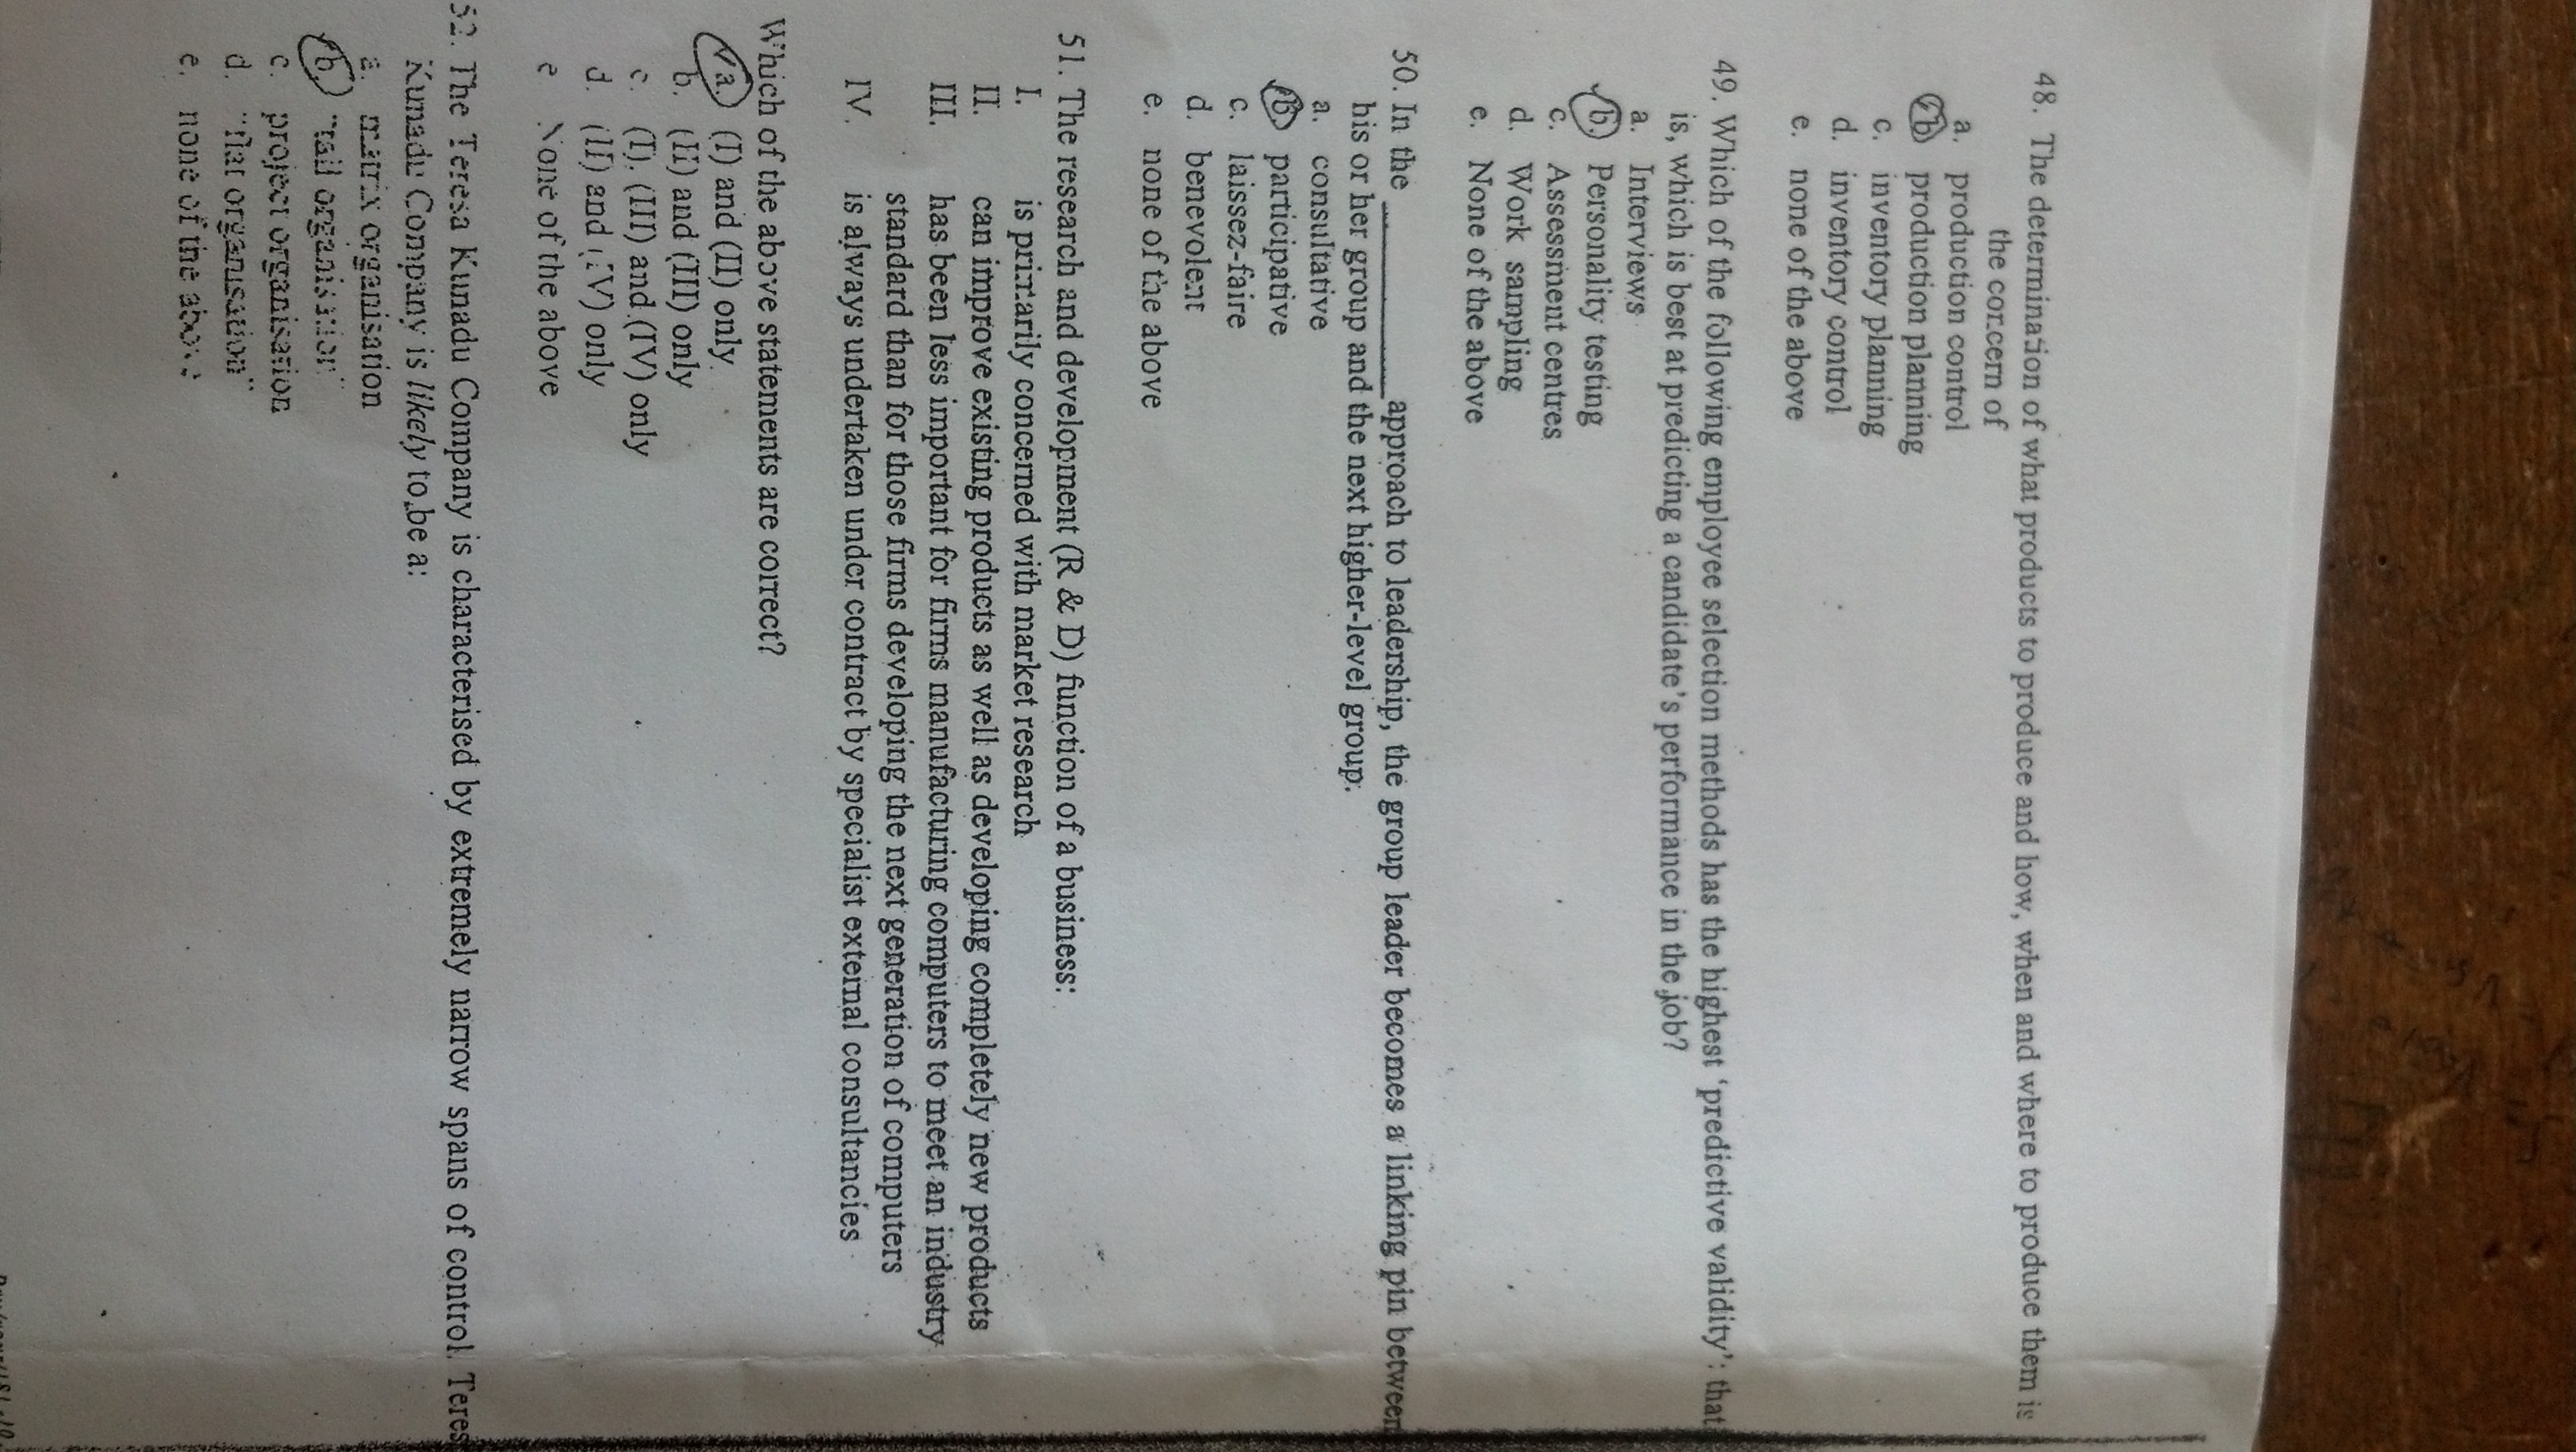 48. The determination of what products to produce and how, when and where to produce them is
the concern of
a. production control
b production planning
c. inventory planning
d. inventory control
e. none of the above
49. Which of the following employee selection methods has the highest ‘predictive validity’: that
is, which is best at predicting a candidate’s performance in the job?
a. Interviews
b. Personality testing
c. Assessment centres
d. Work sampling
e. None of the above
50. In the ________ approach to leadership, the group leader becomes a linking pin between
his or her group and the next higher-level group.
a. consultative
b participative
c. laissez-faire
d. benevolent
e. none of the above
51. The research and development (R & D) function of a business:
I. is primarily concerned with market research
II. can improve existing products as well as developing completely new products
III. has been less important for firms manufacturing computers to meet an industry
standard than for those firms developing the next generation of computers
IV. is always undertaken under contract by specialist external consultancies
Which of the above statements are correct?
a. (I) and (II) only
b. (II) and (III) only
c. (I). (III) and (IV) only
d. (II) and (IV) only
e None of the above
52. The Teresa Kunadu Company is characterised by extremely narrow spans of control. Teres
Kunadu Company is likely to be a:
a. matrix organisation
b. "tall organisation"
c. project organisation
d. "flat organisation"
e. none of the above